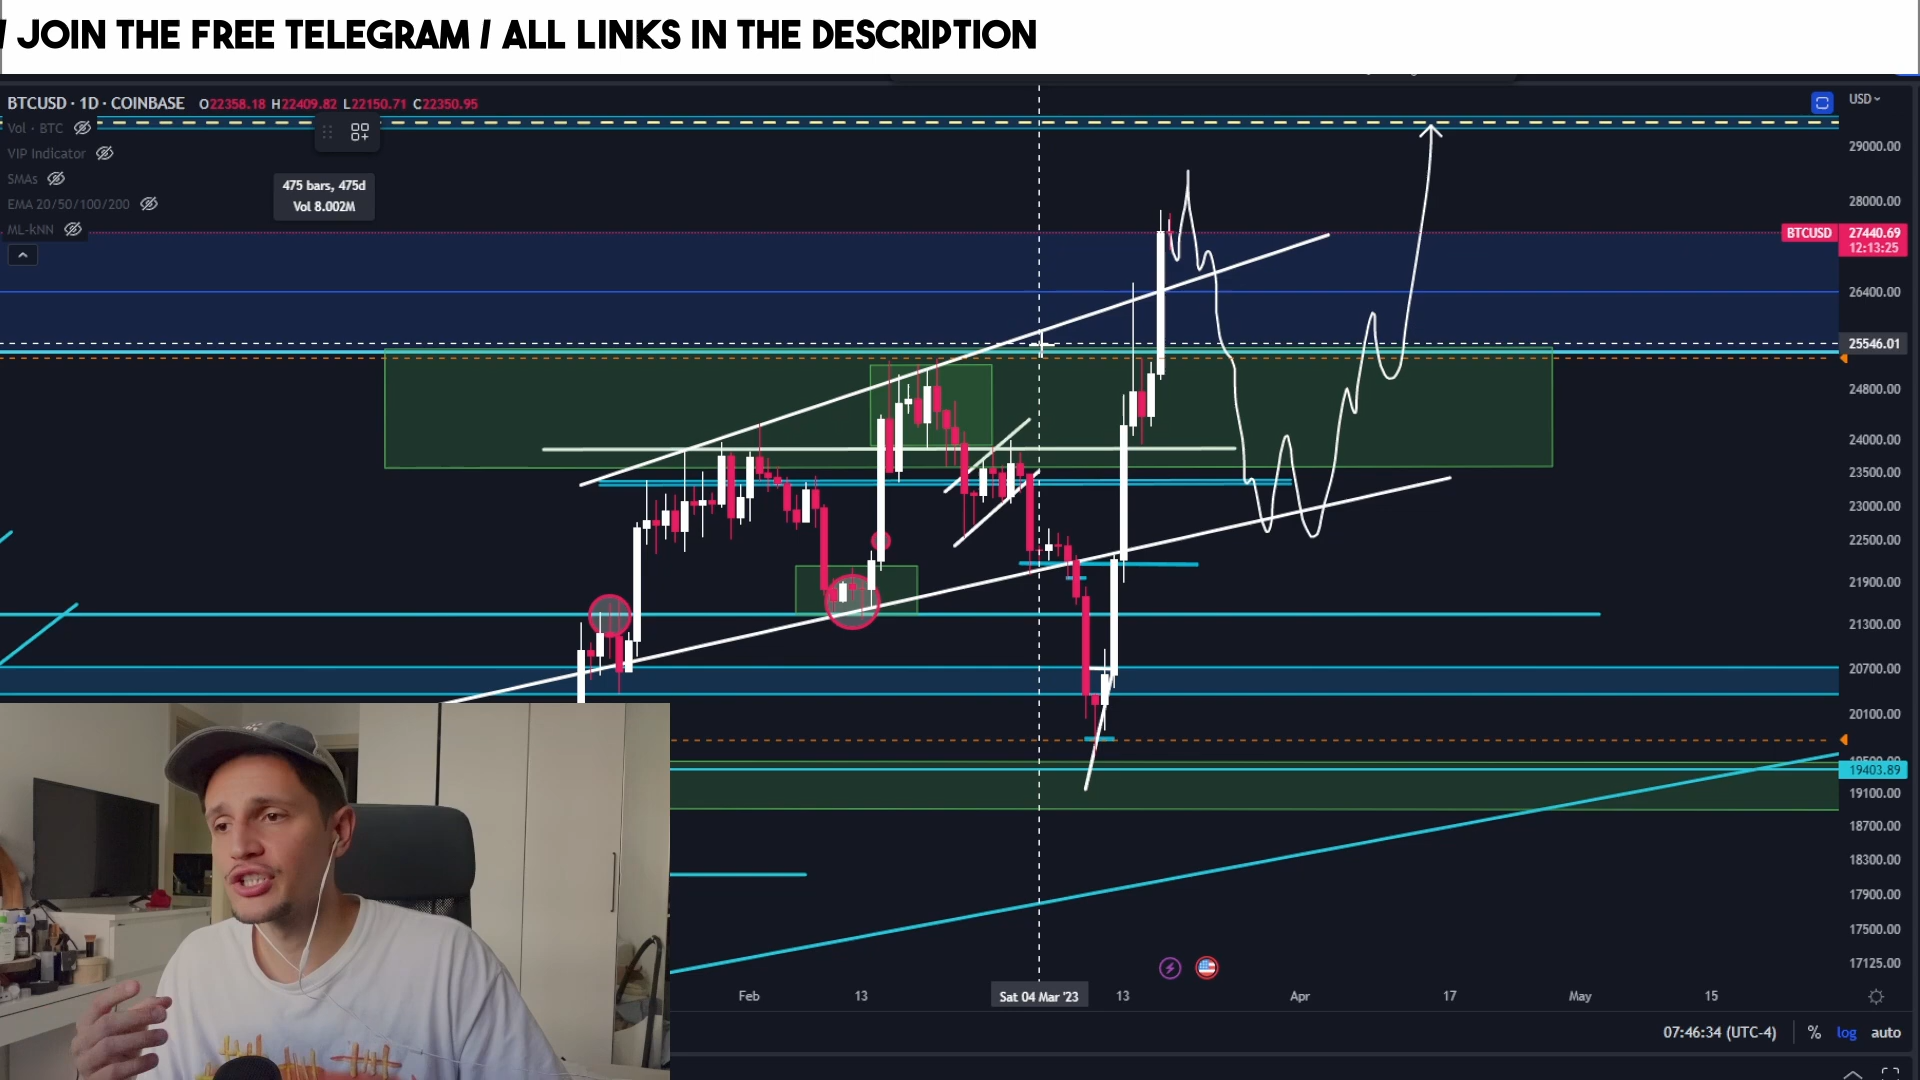 / JOIN THE FREE TELEGRAM / ALL LINKS IN THE DESCRIPTION
BTCUSD · 1D · COINBASE O22358.18 H22409.82 L22150.71 C22350.95
USD
Vol · BTC
VIP Indicator
SMAs
EMA 20/50/100/200
ML-kNN
475 bars, 475d
Vol 8.002M
29000.00
28000.00
BTCUSD 27440.69
12:13:25
26400.00
25546.01
24800.00
24000.00
23500.00
23000.00
22500.00
21900.00
21300.00
20700.00
20100.00
19403.89
19100.00
18700.00
18300.00
17900.00
17500.00
17125.00
Feb 13 Sat 04 Mar '23 13 Apr 17 May 15
07:46:34 (UTC-4) % log auto